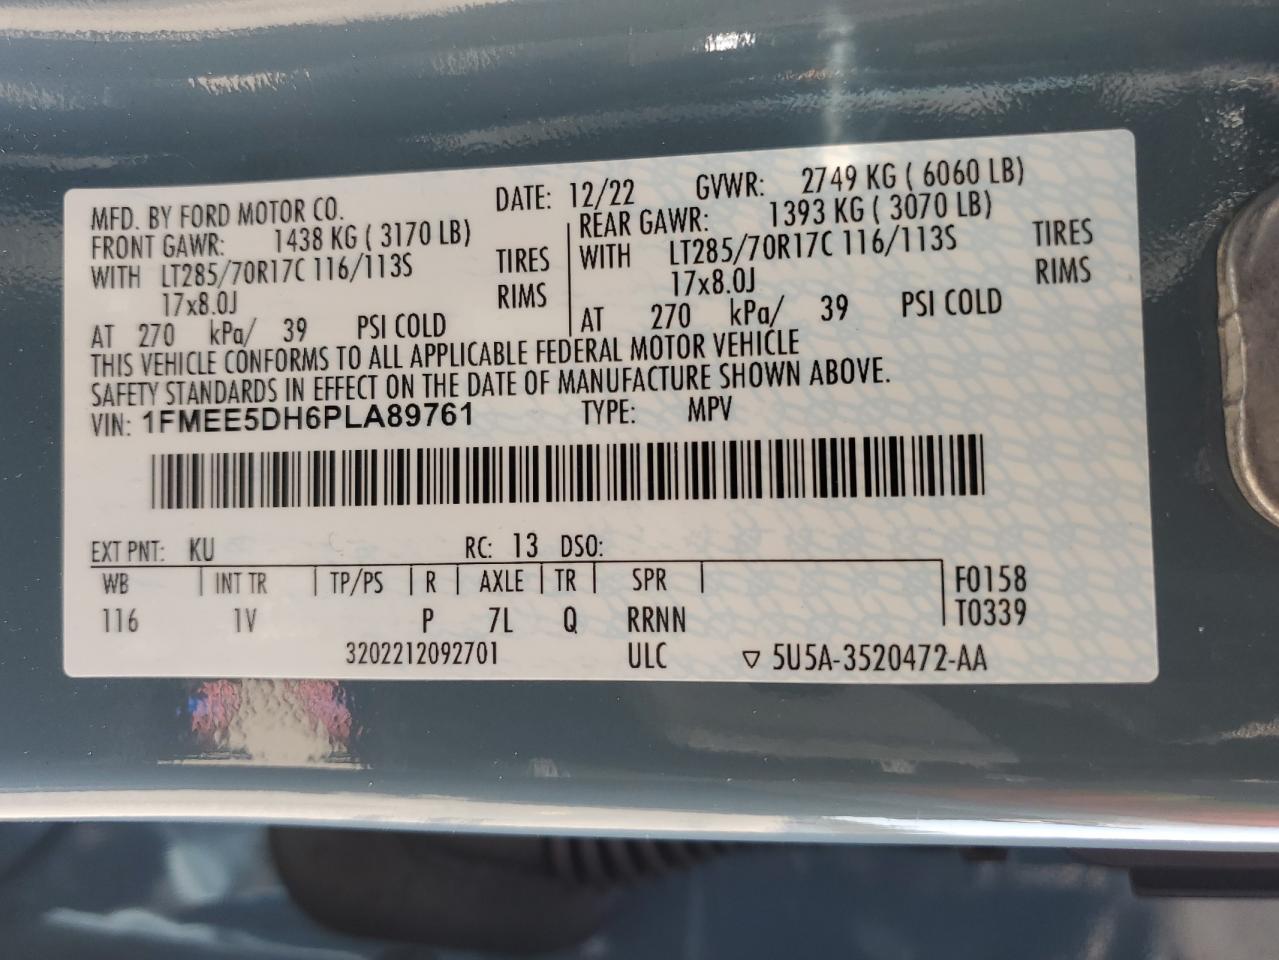 MFD. BY FORD MOTOR CO. DATE: 12/22 GVWR: 2749 KG ( 6060 LB)
FRONT GAWR: 1438 KG ( 3170 LB) REAR GAWR: 1393 KG ( 3070 LB)
WITH LT285/70R17C 116/113S TIRES WITH LT285/70R17C 116/113S TIRES
17x8.0J RIMS 17x8.0J RIMS
AT 270 kPa/ 39 PSI COLD AT 270 kPa/ 39 PSI COLD
THIS VEHICLE CONFORMS TO ALL APPLICABLE FEDERAL MOTOR VEHICLE
SAFETY STANDARDS IN EFFECT ON THE DATE OF MANUFACTURE SHOWN ABOVE.
VIN: 1FMEE5DH6PLA89761 TYPE: MPV
EXT PNT: KU RC: 13 DSO:
WB INT TR TP/PS R AXLE TR SPR F0158
116 1V P 7L Q RRNN T0339
3202212092701 ULC ▽ 5U5A-3520472-AA